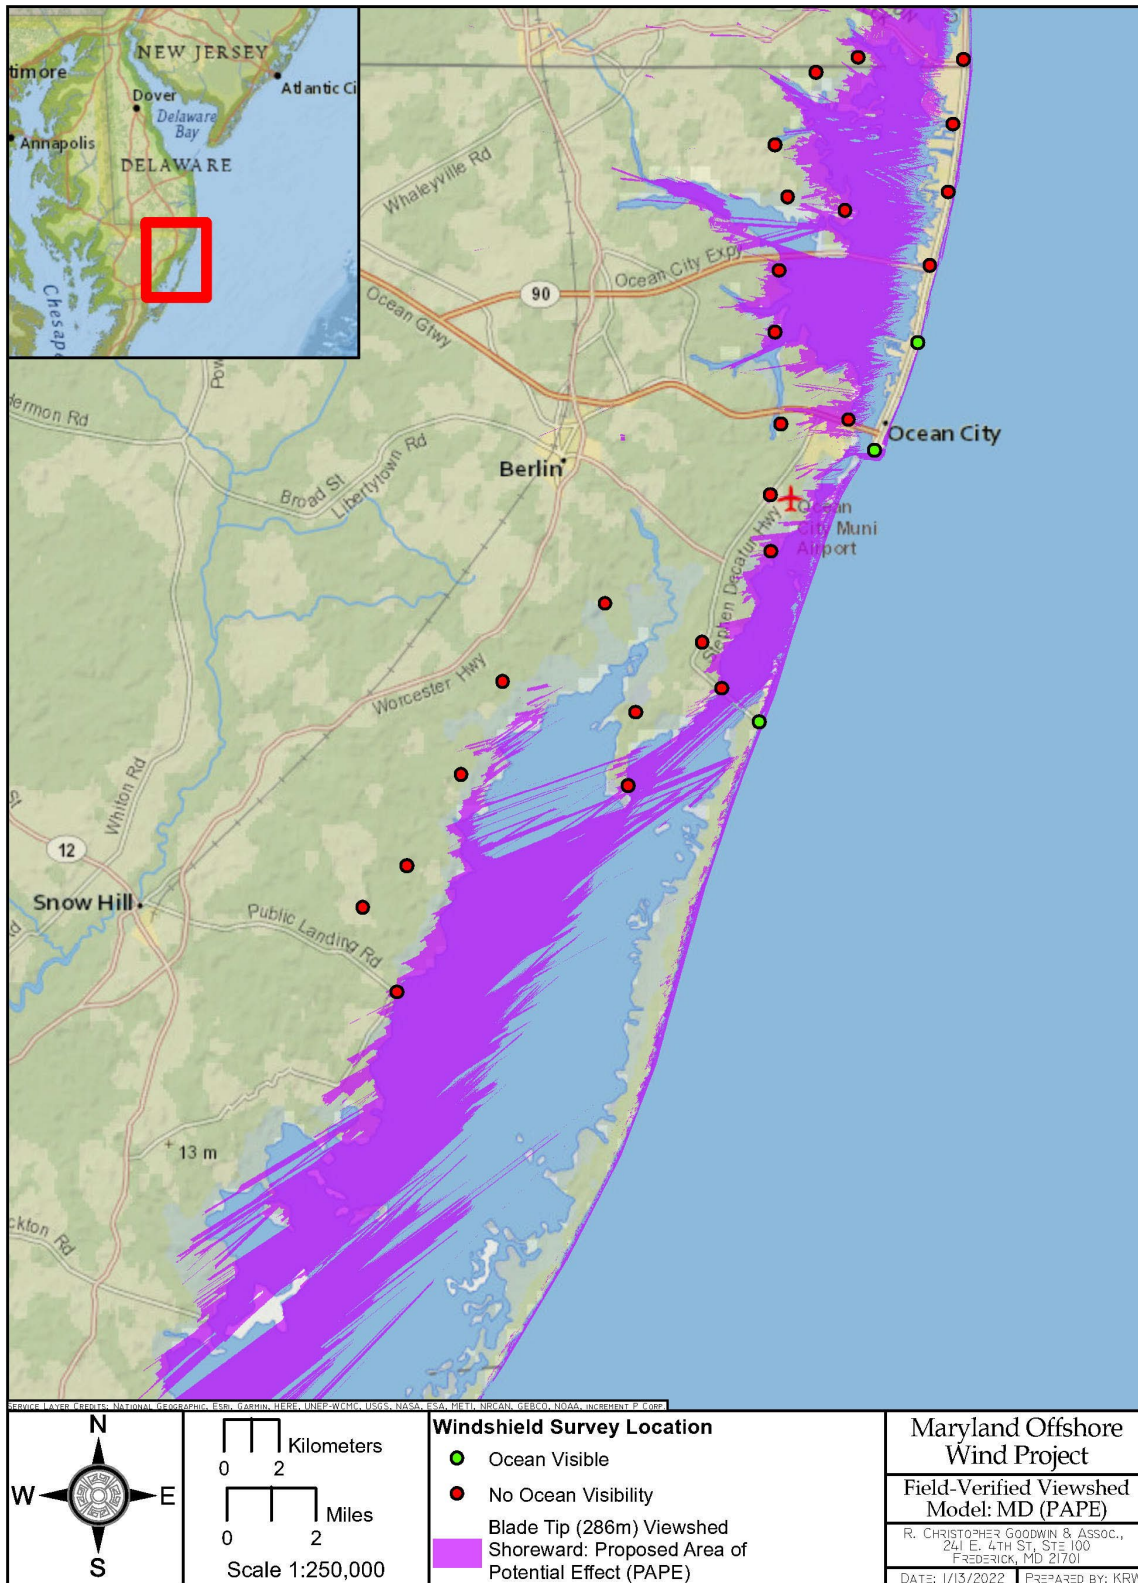 NEW JERSEY
timore
Atlantic Ci
Dover
Delaware
Bay
Annapolis
DELAWARE
Chesap
Whaleyville Rd
Ocean City Expy
90
Ocean Gtwy
Pow
Hermon Rd
Ocean City
Berlin
Broad St
Libertytown Rd
Ocean
City Muni
Airport
Stephen Decatur Hwy
Worcester Hwy
Whiton Rd
St
12
Snow Hill
Public Landing Rd
Rd
13 m
ckton Rd
Service Layer Credits: National Geographic, Esri, Garmin, HERE, UNEP-WCMC, USGS, NASA, ESA, METI, NRCAN, GEBCO, NOAA, increment P Corp.
N
W E
S
Kilometers
0 2
Miles
0 2
Scale 1:250,000
Windshield Survey Location
Ocean Visible
No Ocean Visibility
Blade Tip (286m) Viewshed
Shoreward: Proposed Area of
Potential Effect (PAPE)
Maryland Offshore
Wind Project
Field-Verified Viewshed
Model: MD (PAPE)
R. Christopher Goodwin & Assoc.,
241 E. 4th St, Ste 100
Frederick, MD 21701
Date: 1/13/2022 Prepared by: KRW